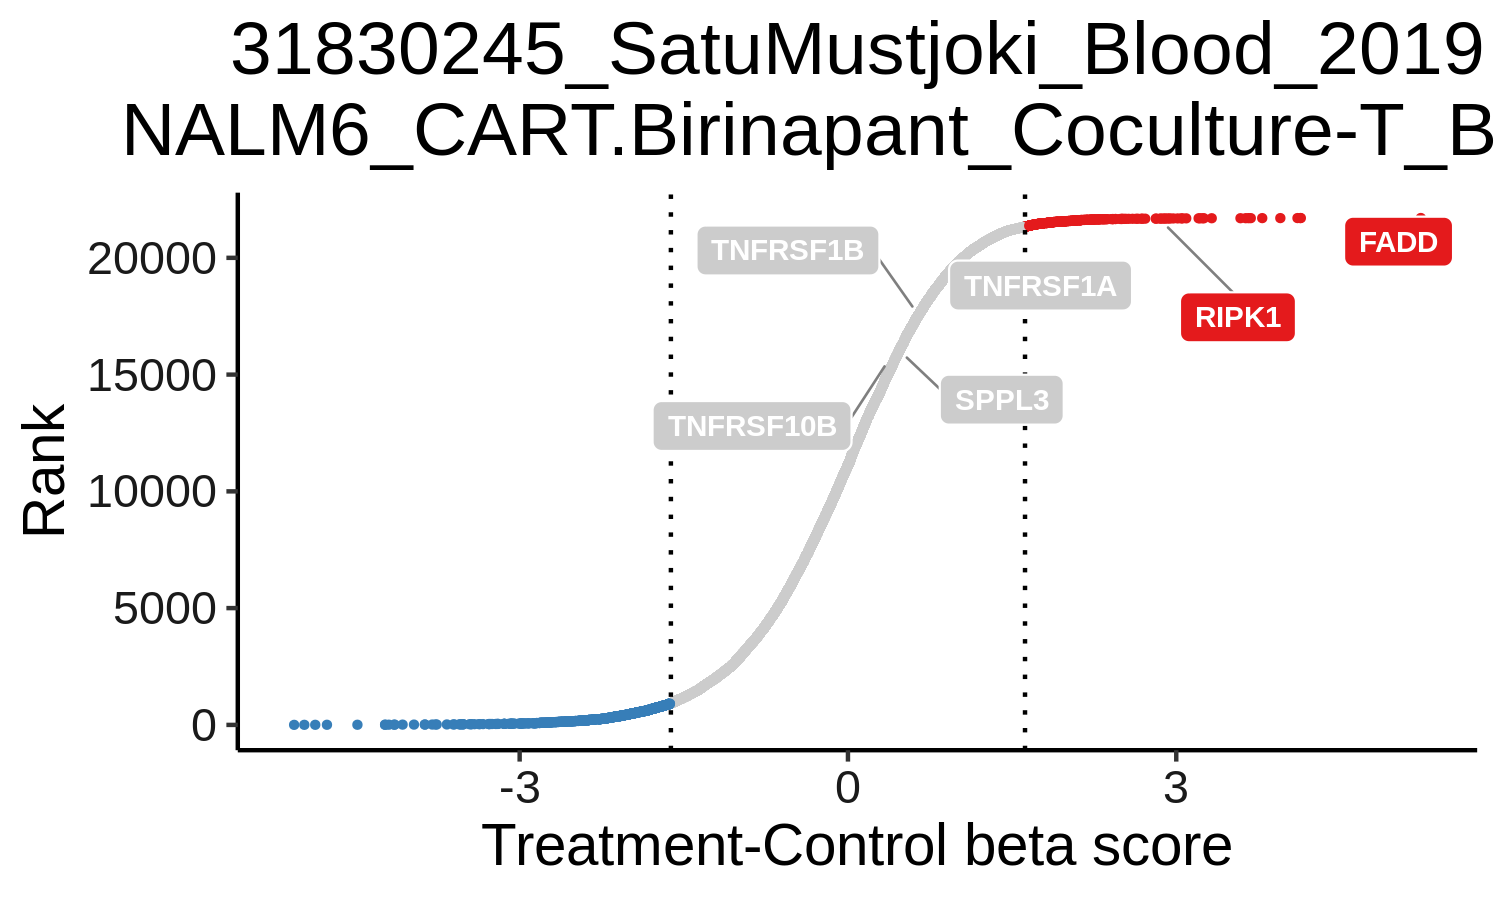 31830245_SatuMustjoki_Blood_2019
NALM6_CART.Birinapant_Coculture-T_B
TNFRSF1B
FADD
TNFRSF1A
RIPK1
SPPL3
TNFRSF10B
Rank
20000
15000
10000
5000
0
-3
0
3
Treatment-Control beta score